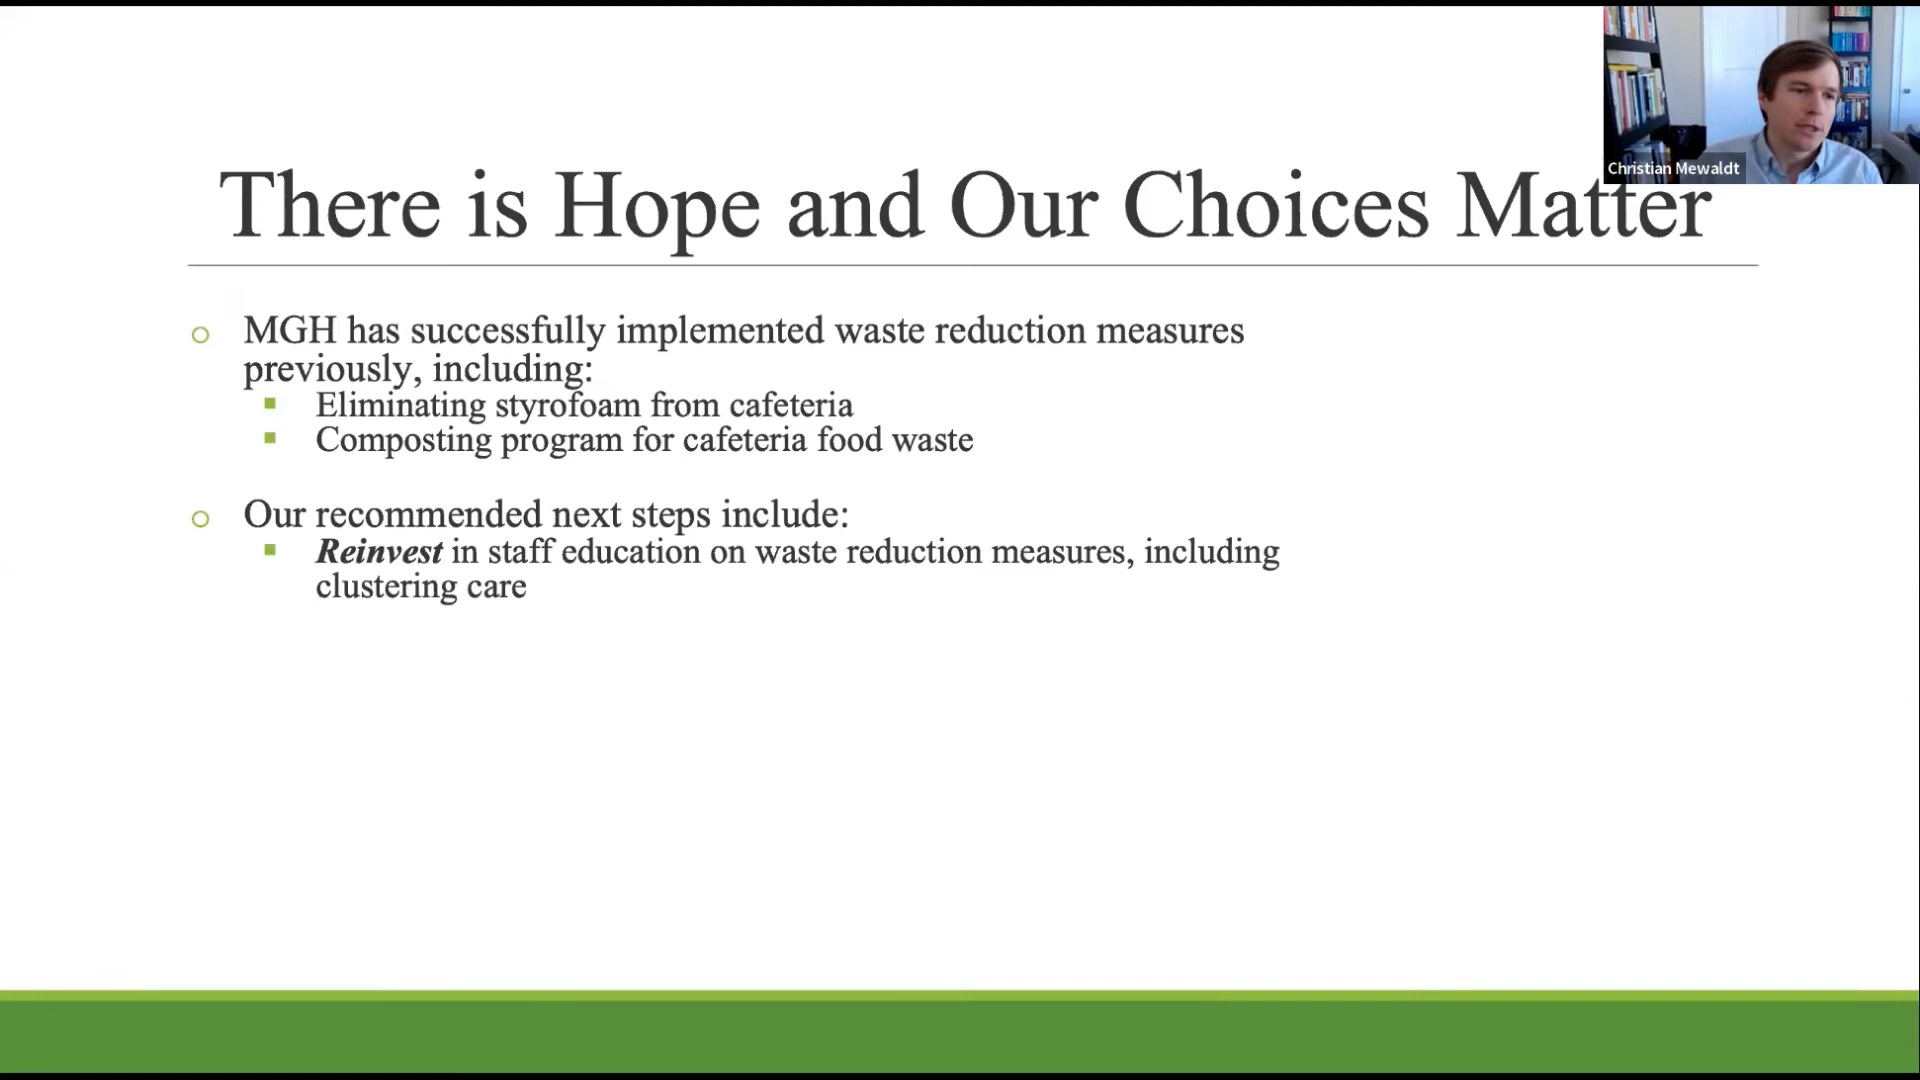 Christian Mewaldt
There is Hope and Our Choices Matter
MGH has successfully implemented waste reduction measures
previously, including:
Eliminating styrofoam from cafeteria
Composting program for cafeteria food waste
Our recommended next steps include:
Reinvest in staff education on waste reduction measures, including
clustering care